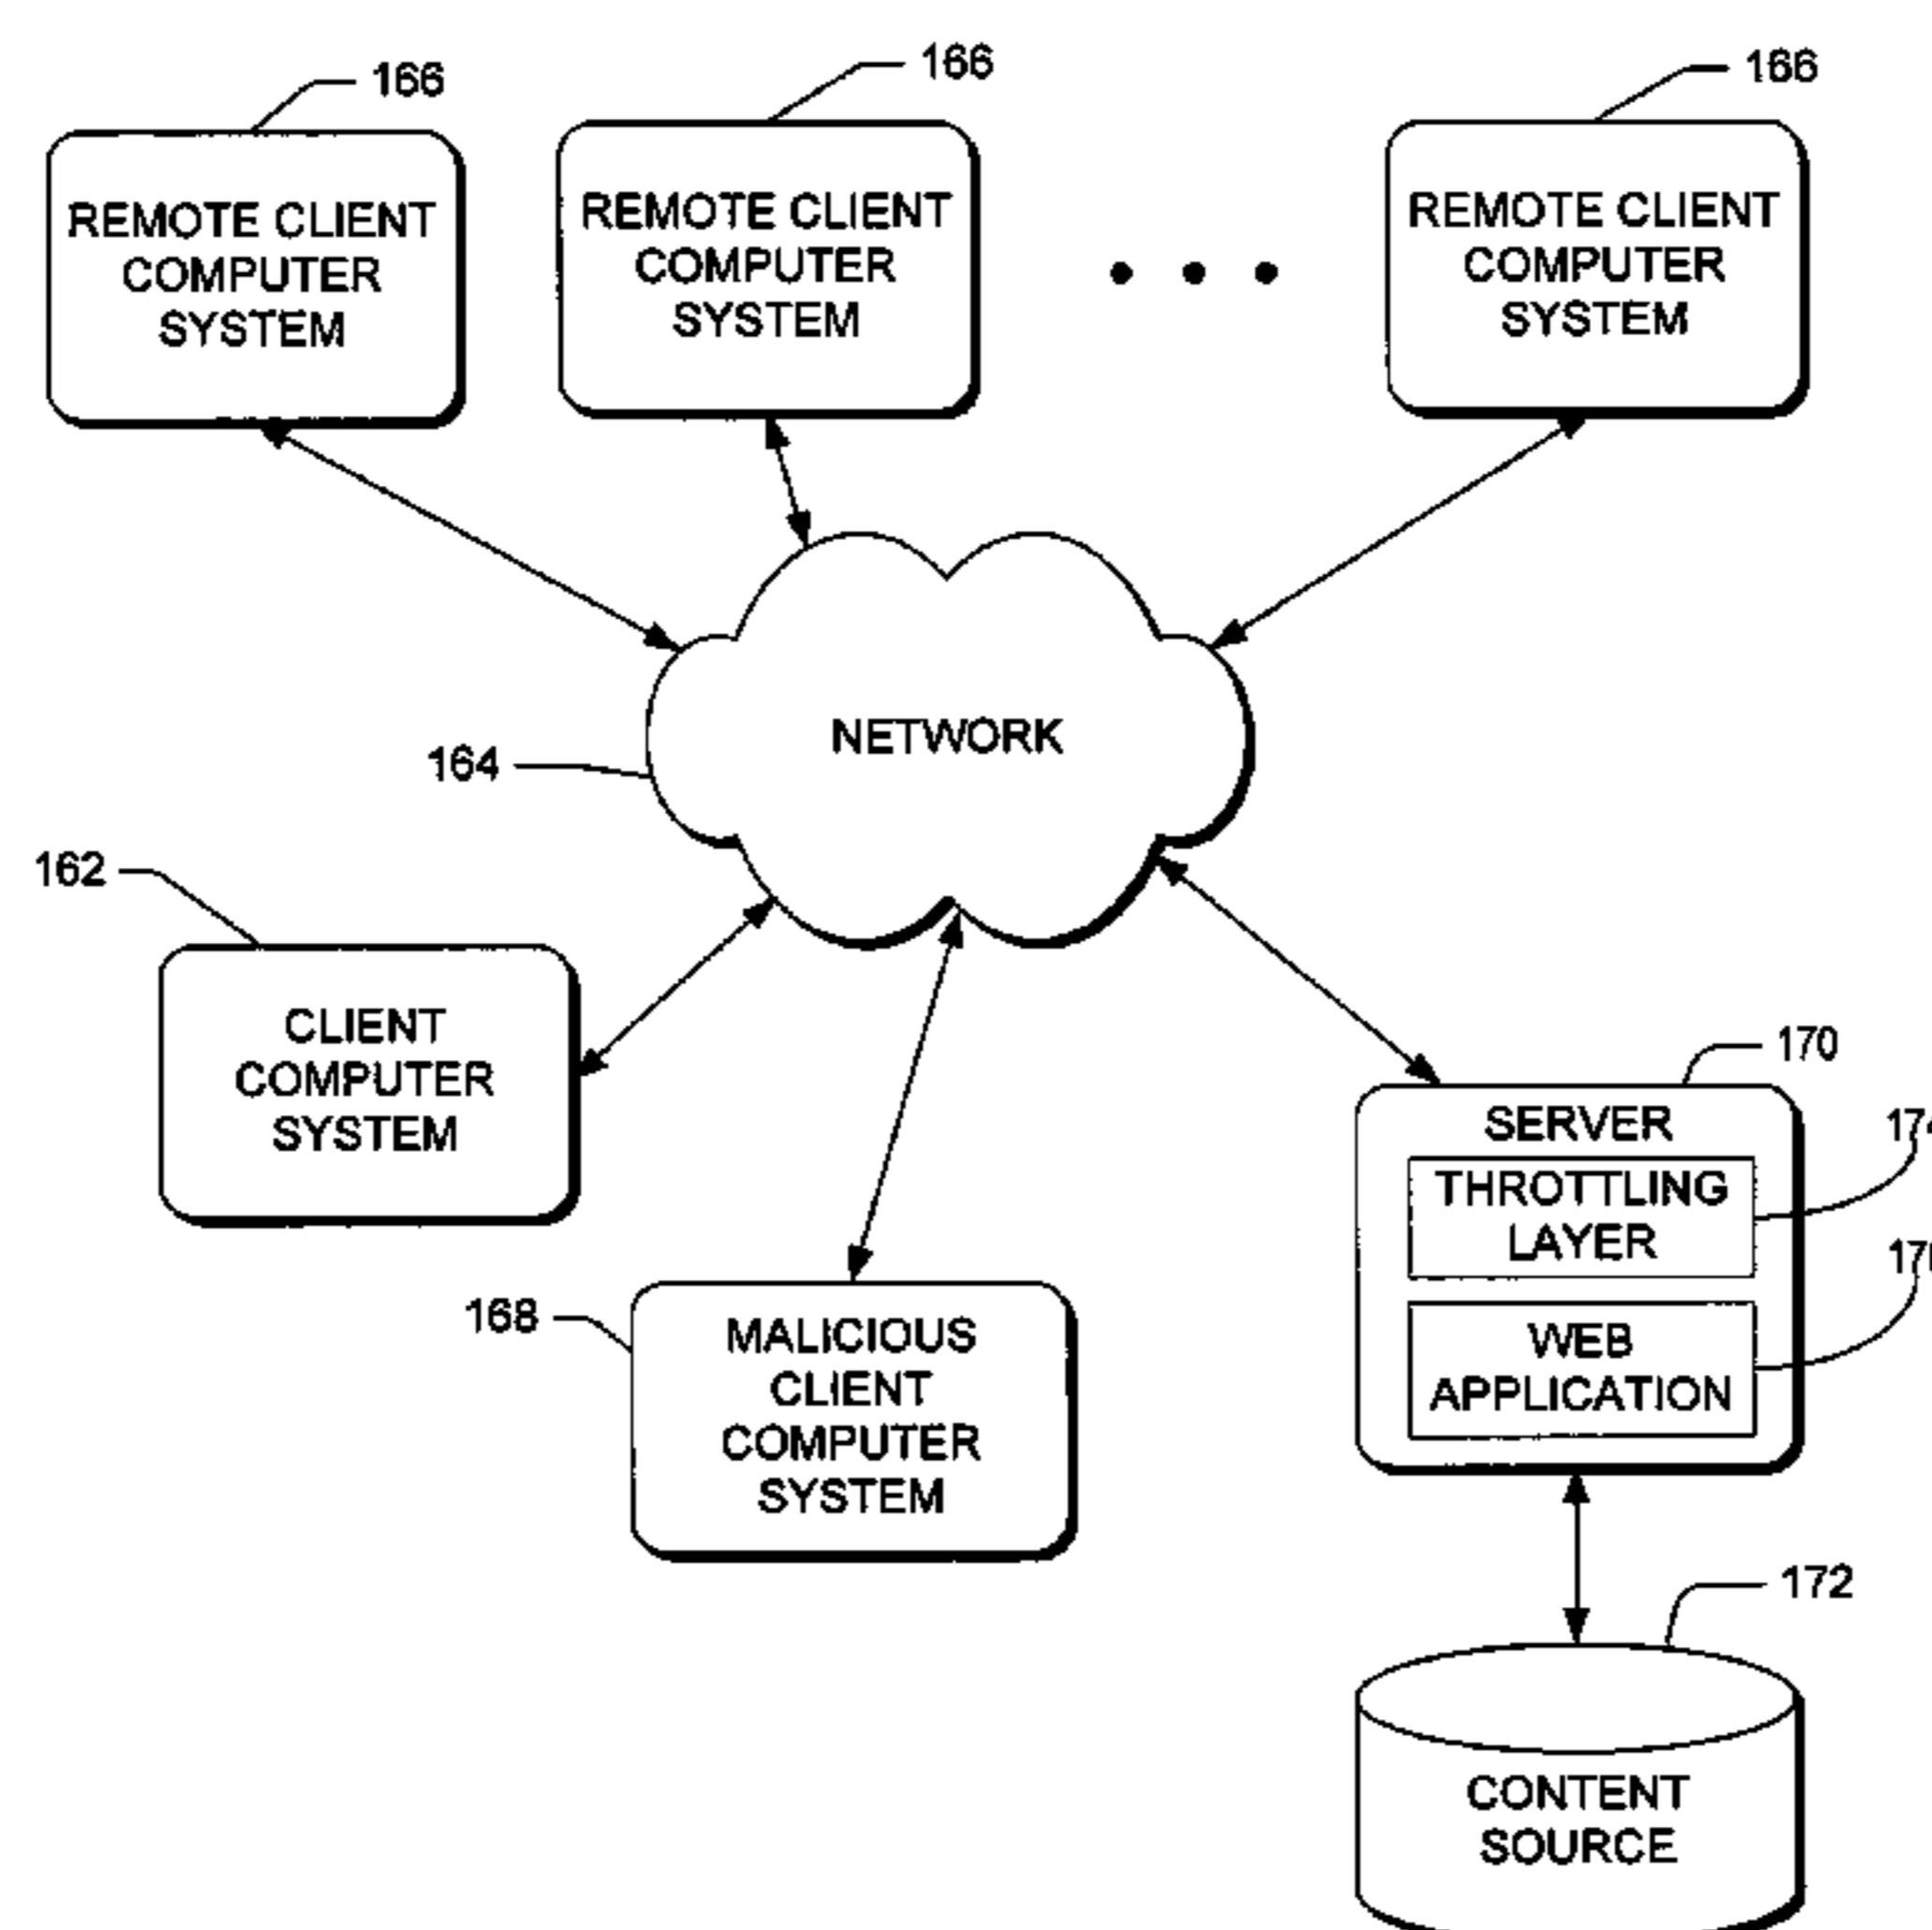 166
166
166
REMOTE CLIENT
COMPUTER
SYSTEM
REMOTE CLIENT
COMPUTER
SYSTEM
REMOTE CLIENT
COMPUTER
SYSTEM
NETWORK
164
162
CLIENT
COMPUTER
SYSTEM
170
SERVER
174
THROTTLING
LAYER
WEB
APPLICATION
168
MALICIOUS
CLIENT
COMPUTER
SYSTEM
172
CONTENT
SOURCE